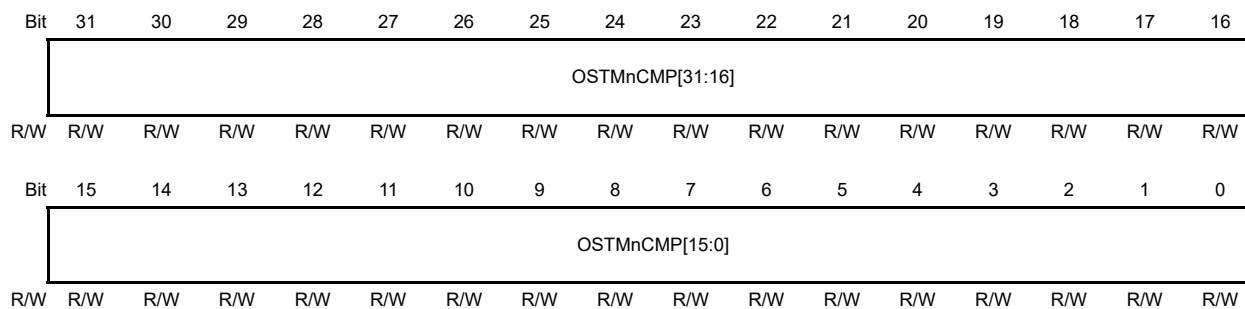 Bit 31 30 29 28 27 26 25 24 23 22 21 20 19 18 17 16
OSTMnCMP[31:16]
R/W R/W R/W R/W R/W R/W R/W R/W R/W R/W R/W R/W R/W R/W R/W R/W R/W
Bit 15 14 13 12 11 10 9 8 7 6 5 4 3 2 1 0
OSTMnCMP[15:0]
R/W R/W R/W R/W R/W R/W R/W R/W R/W R/W R/W R/W R/W R/W R/W R/W R/W